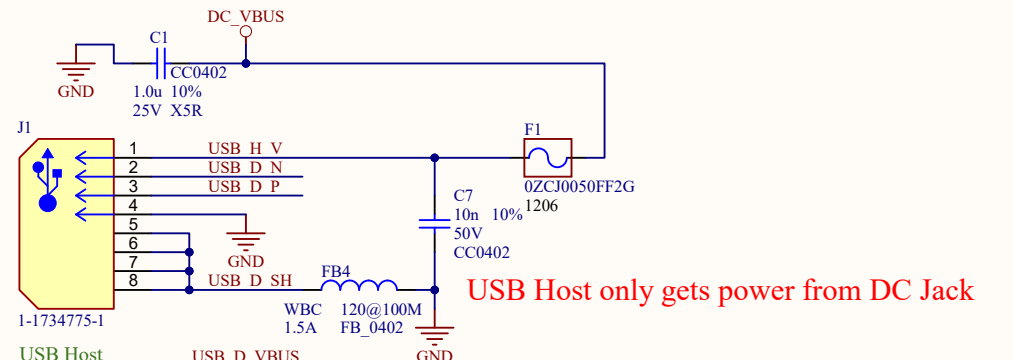 DC_VBUS
C1
CC0402
GND
1.0u 10%
25V X5R
J1
F1
1 USB_H_V
2 USB_D_N
3 USB_D_P
0ZCJ0050FF2G
1206
4
C7
10n 10%
50V
CC0402
5
GND
6
7
8 USB_D_SH
FB4
USB Host only gets power from DC Jack
WBC 120@100M
1.5A FB_0402
1-1734775-1
USB Host
USB_D_VBUS
GND